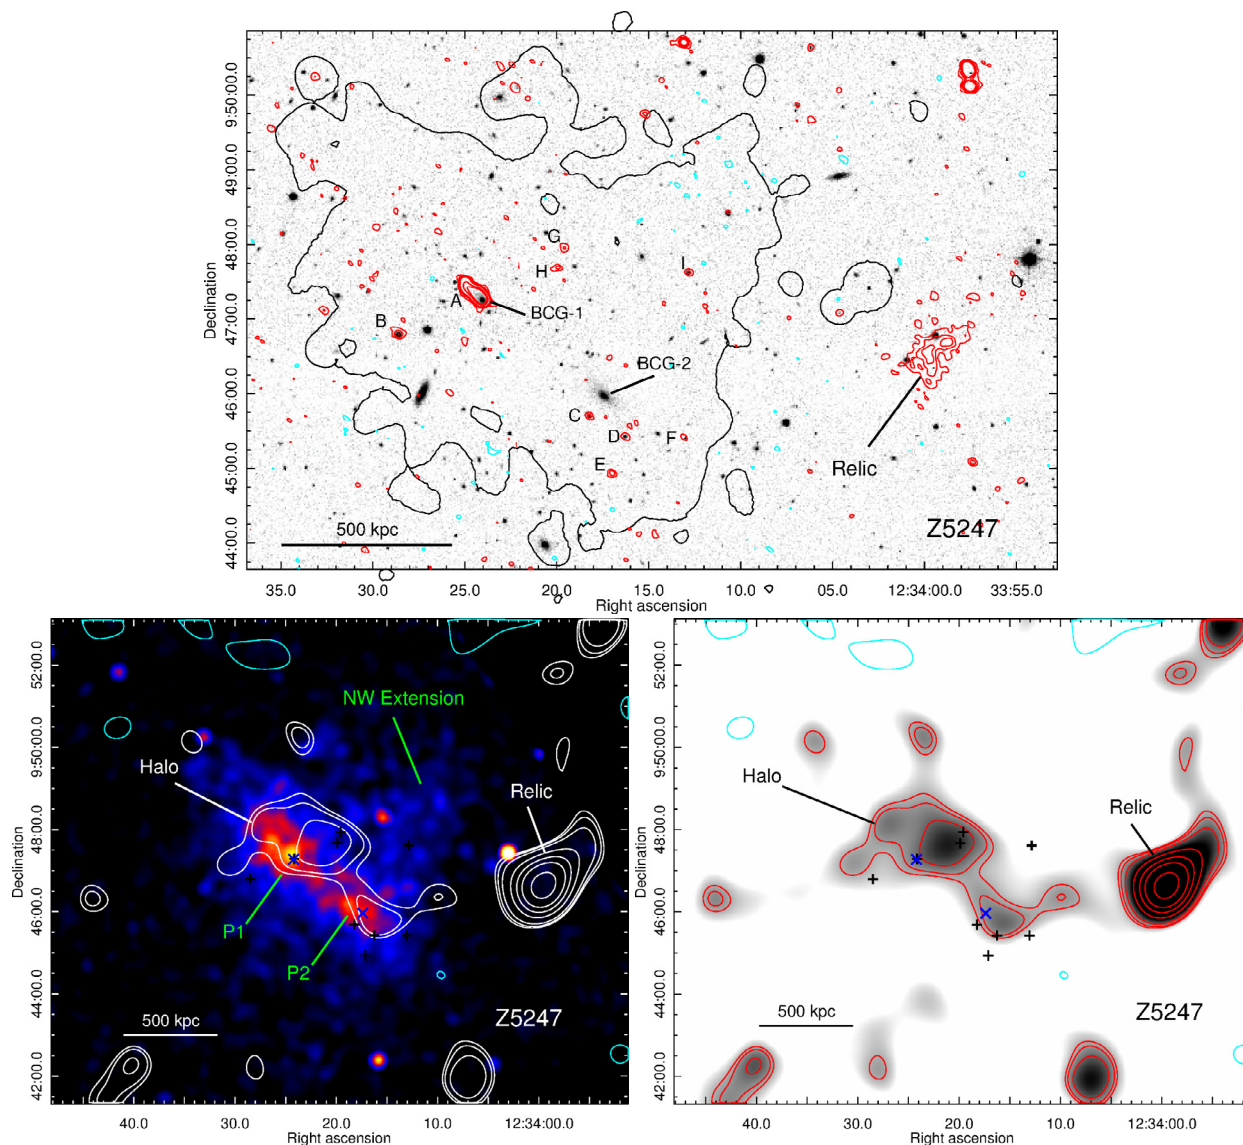 9:50:00.0
49:00.0
48:00.0
47:00.0
46:00.0
45:00.0
44:00.0
Declination
G
H
I
A
BCG-1
B
BCG-2
C
D
F
E
Relic
500 kpc
Z5247
35.0 30.0 25.0 20.0 15.0 10.0 05.0 12:34:00.0 33:55.0
Right ascension
52:00.0
9:50:00.0
48:00.0
46:00.0
44:00.0
42:00.0
Declination
NW Extension
Halo
Relic
P1
P2
500 kpc
Z5247
40.0 30.0 20.0 10.0 12:34:00.0
Right ascension
52:00.0
9:50:00.0
48:00.0
46:00.0
44:00.0
42:00.0
Declination
Halo
Relic
500 kpc
Z5247
40.0 30.0 20.0 10.0 12:34:00.0
Right ascension